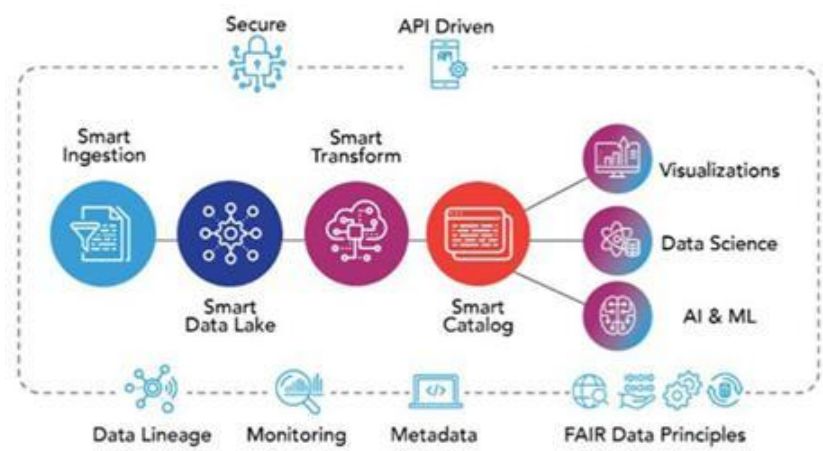 Secure
API Driven
API
Smart
Ingestion
Smart
Transform
Visualizations
Data Science
Smart
Data Lake
Smart
Catalog
AI & ML
</>
Data Lineage
Monitoring
Metadata
FAIR Data Principles